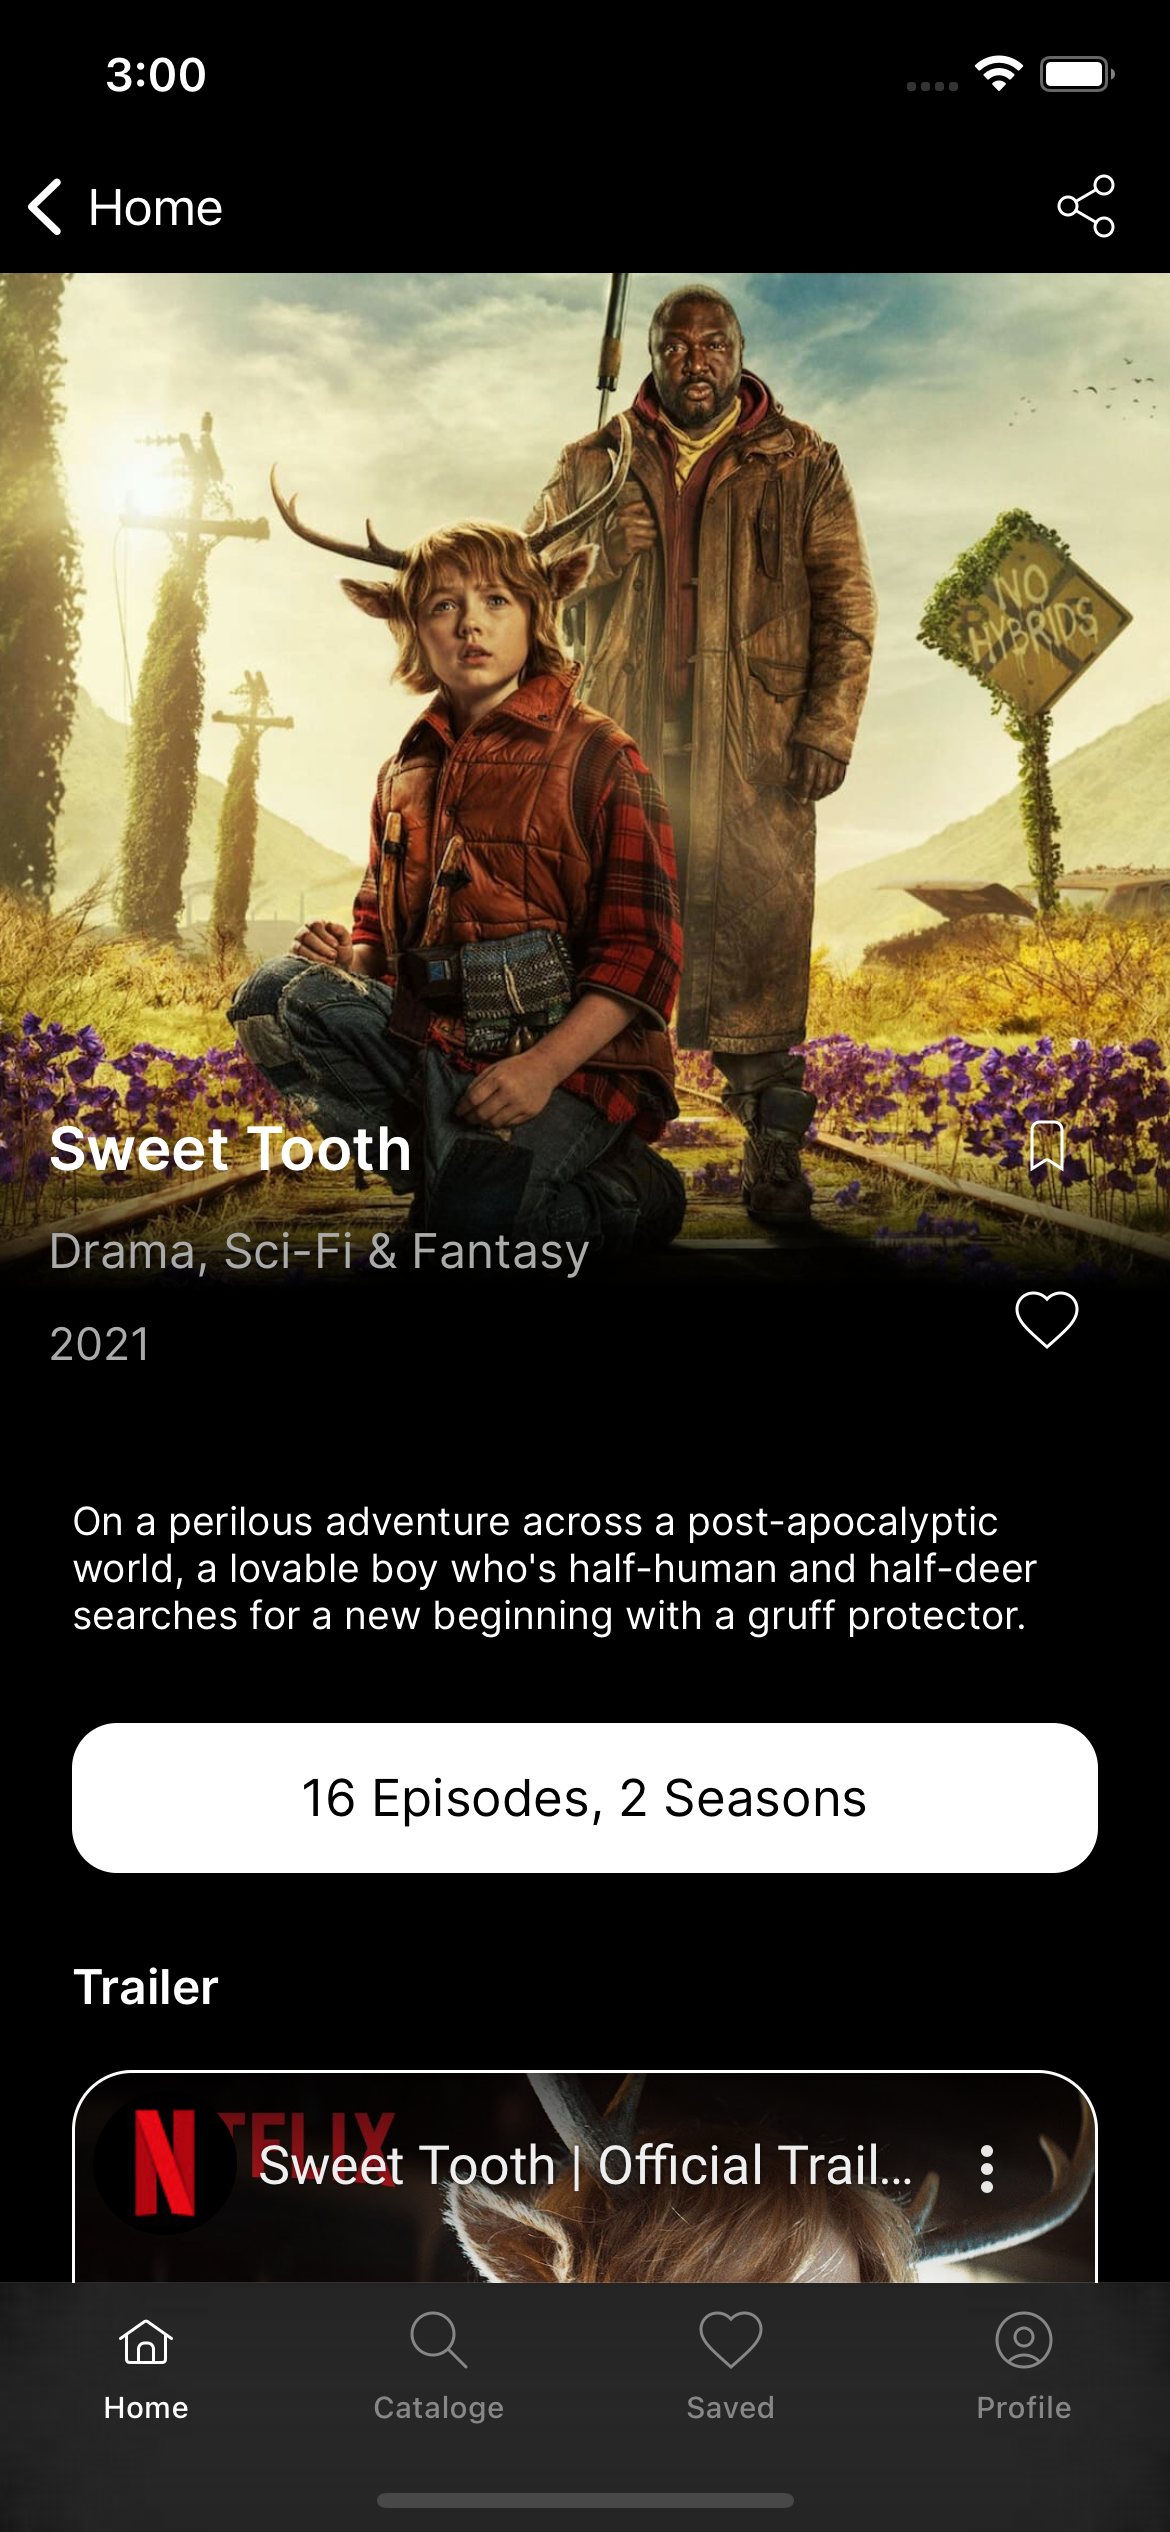 3:00
Home
NO
HYBRIDS
Sweet Tooth
Drama, Sci-Fi & Fantasy
2021
On a perilous adventure across a post-apocalyptic
world, a lovable boy who's half-human and half-deer
searches for a new beginning with a gruff protector.
16 Episodes, 2 Seasons
Trailer
N
TFLIX
Sweet Tooth | Official Trail...
Home
Cataloge
Saved
Profile